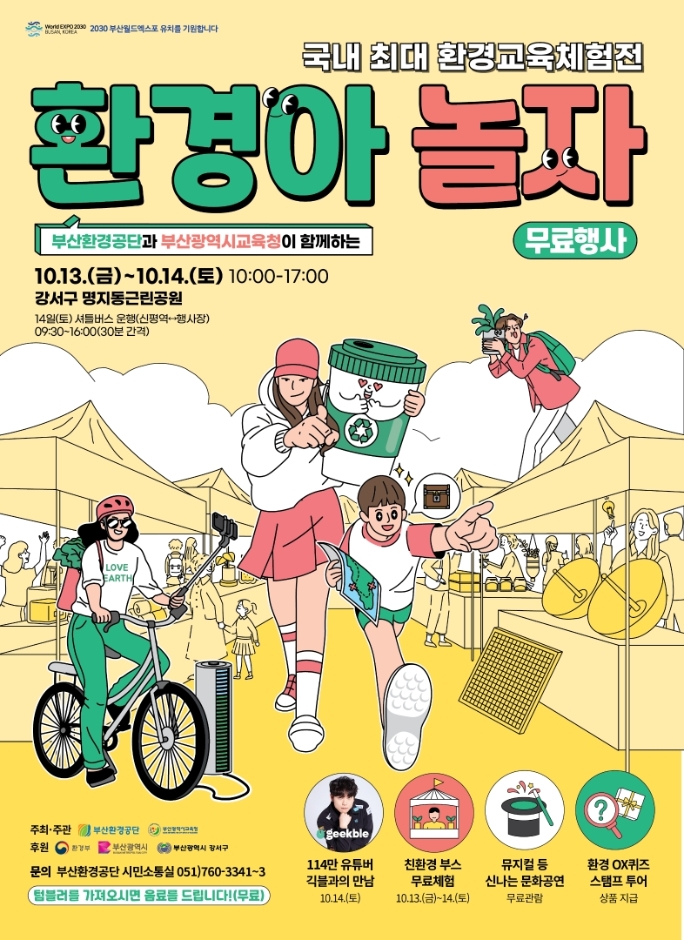 World EXPO 2030
BUSAN, KOREA
2030 부산월드엑스포 유치를 기원합니다
국내 최대 환경교육체험전
환경아 놀자
부산환경공단과 부산광역시교육청이 함께하는
무료행사
10.13.(금)~10.14.(토) 10:00-17:00
강서구 명지동근린공원
14일(토) 셔틀버스 운행(신평역↔행사장)
09:30~16:00(30분 간격)
LOVE
EARTH
geekble
114만 유튜버
긱블과의 만남
10.14.(토)
친환경 부스
무료체험
10.13.(금)~14.(토)
뮤지컬 등
신나는 문화공연
무료관람
환경 OX퀴즈
스탬프 투어
상품 지급
주최·주관 부산환경공단 부산광역시교육청
후원 환경부 부산광역시 부산광역시 강서구
문의 부산환경공단 시민소통실 051)760-3341~3
텀블러를 가져오시면 음료를 드립니다!(무료)